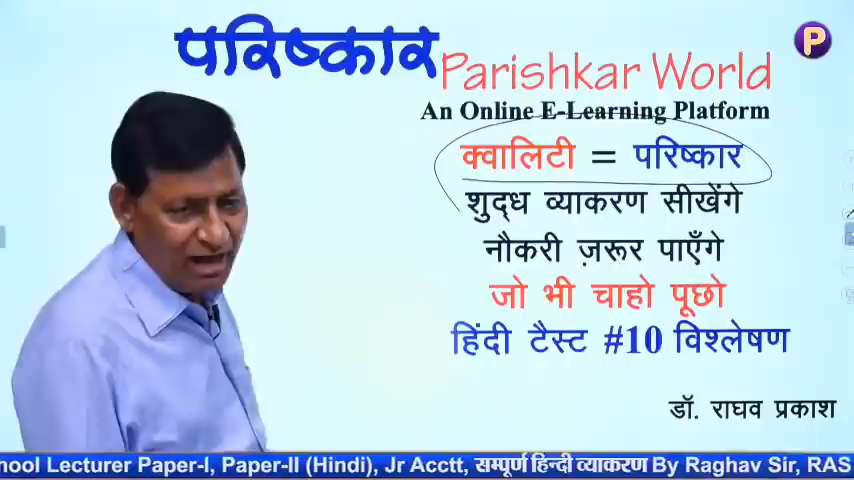 परिष्कार
Parishkar World
P
An Online E-Learning Platform
क्वालिटी = परिष्कार
शुद्ध व्याकरण सीखेंगे
नौकरी ज़रूर पाएँगे
जो भी चाहो पूछो
हिंदी टैस्ट #10 विश्लेषण
डॉ. राघव प्रकाश
hool Lecturer Paper-I, Paper-II (Hindi), Jr Acctt, सम्पूर्ण हिन्दी व्याकरण By Raghav Sir, RAS